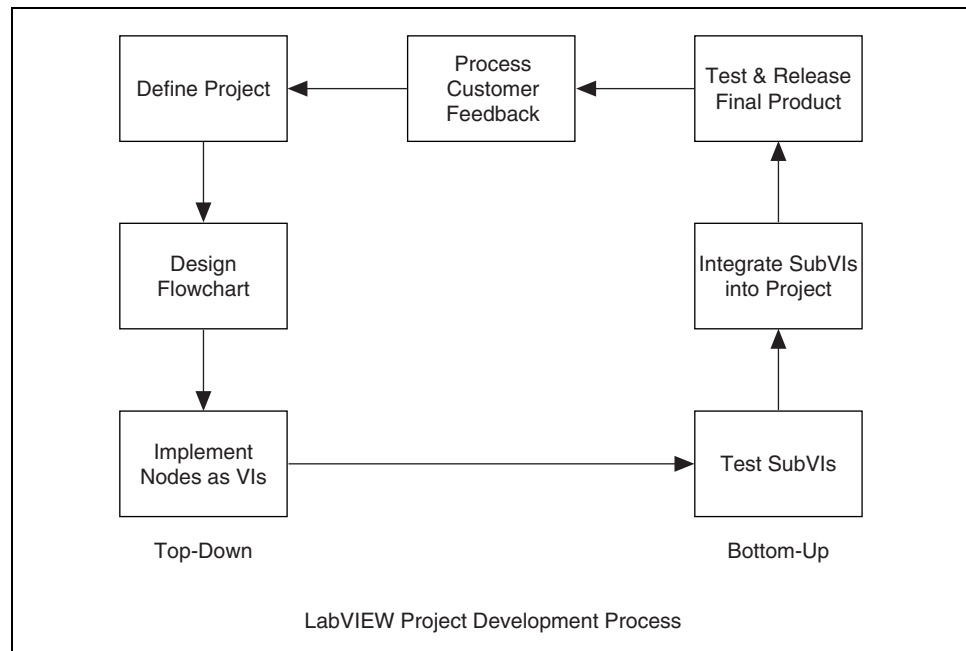 Define Project
Process
Customer
Feedback
Test & Release
Final Product
Design
Flowchart
Integrate SubVIs
into Project
Implement
Nodes as VIs
Test SubVIs
Top-Down
Bottom-Up
LabVIEW Project Development Process